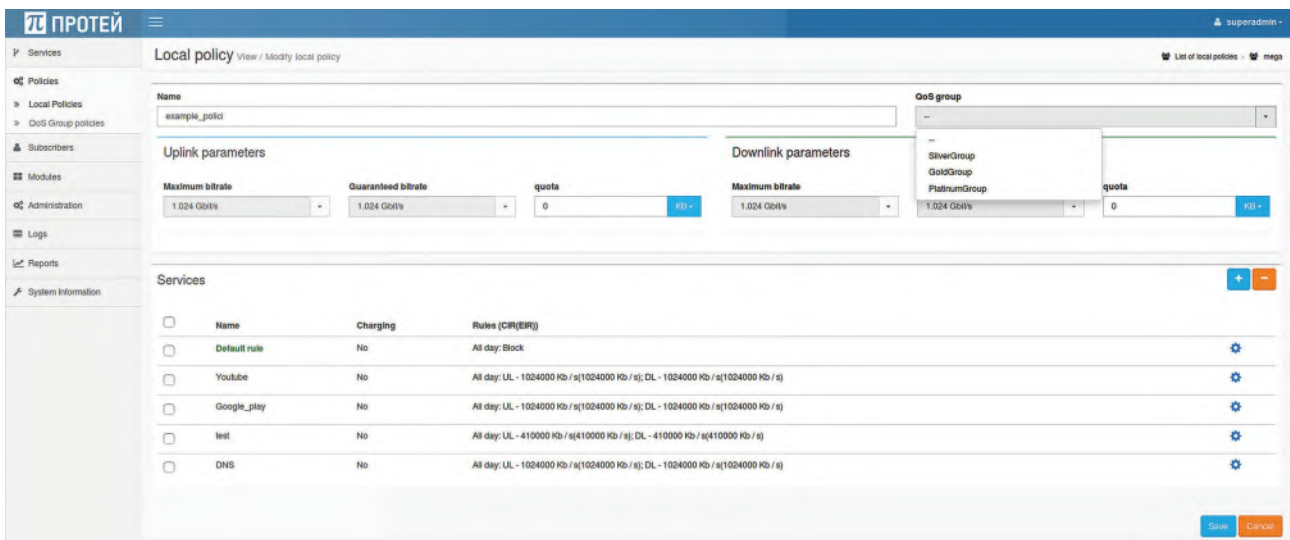 ПРОТЕЙ
superadmin
Services
Policies
Local Policies
QoS Group policies
Subscribers
Modules
Administration
Logs
Reports
System Information
Local policy View / Modify local policy
List of local policies > mega
Name
example_polici
QoS group
--
--
SilverGroup
GoldGroup
PlatinumGroup
Uplink parameters
Maximum bitrate Guaranteed bitrate quota
1.024 Gbit/s 1.024 Gbit/s 0 KB
Downlink parameters
Maximum bitrate quota
1.024 Gbit/s 1.024 Gbit/s 0 KB
Services
+ −
Name Charging Rules (CIR(EIR))
Default rule No All day: Block
Youtube No All day: UL - 1024000 Kb / s(1024000 Kb / s); DL - 1024000 Kb / s(1024000 Kb / s)
Google_play No All day: UL - 1024000 Kb / s(1024000 Kb / s); DL - 1024000 Kb / s(1024000 Kb / s)
test No All day: UL - 410000 Kb / s(410000 Kb / s); DL - 410000 Kb / s(410000 Kb / s)
DNS No All day: UL - 1024000 Kb / s(1024000 Kb / s); DL - 1024000 Kb / s(1024000 Kb / s)
Save Cancel